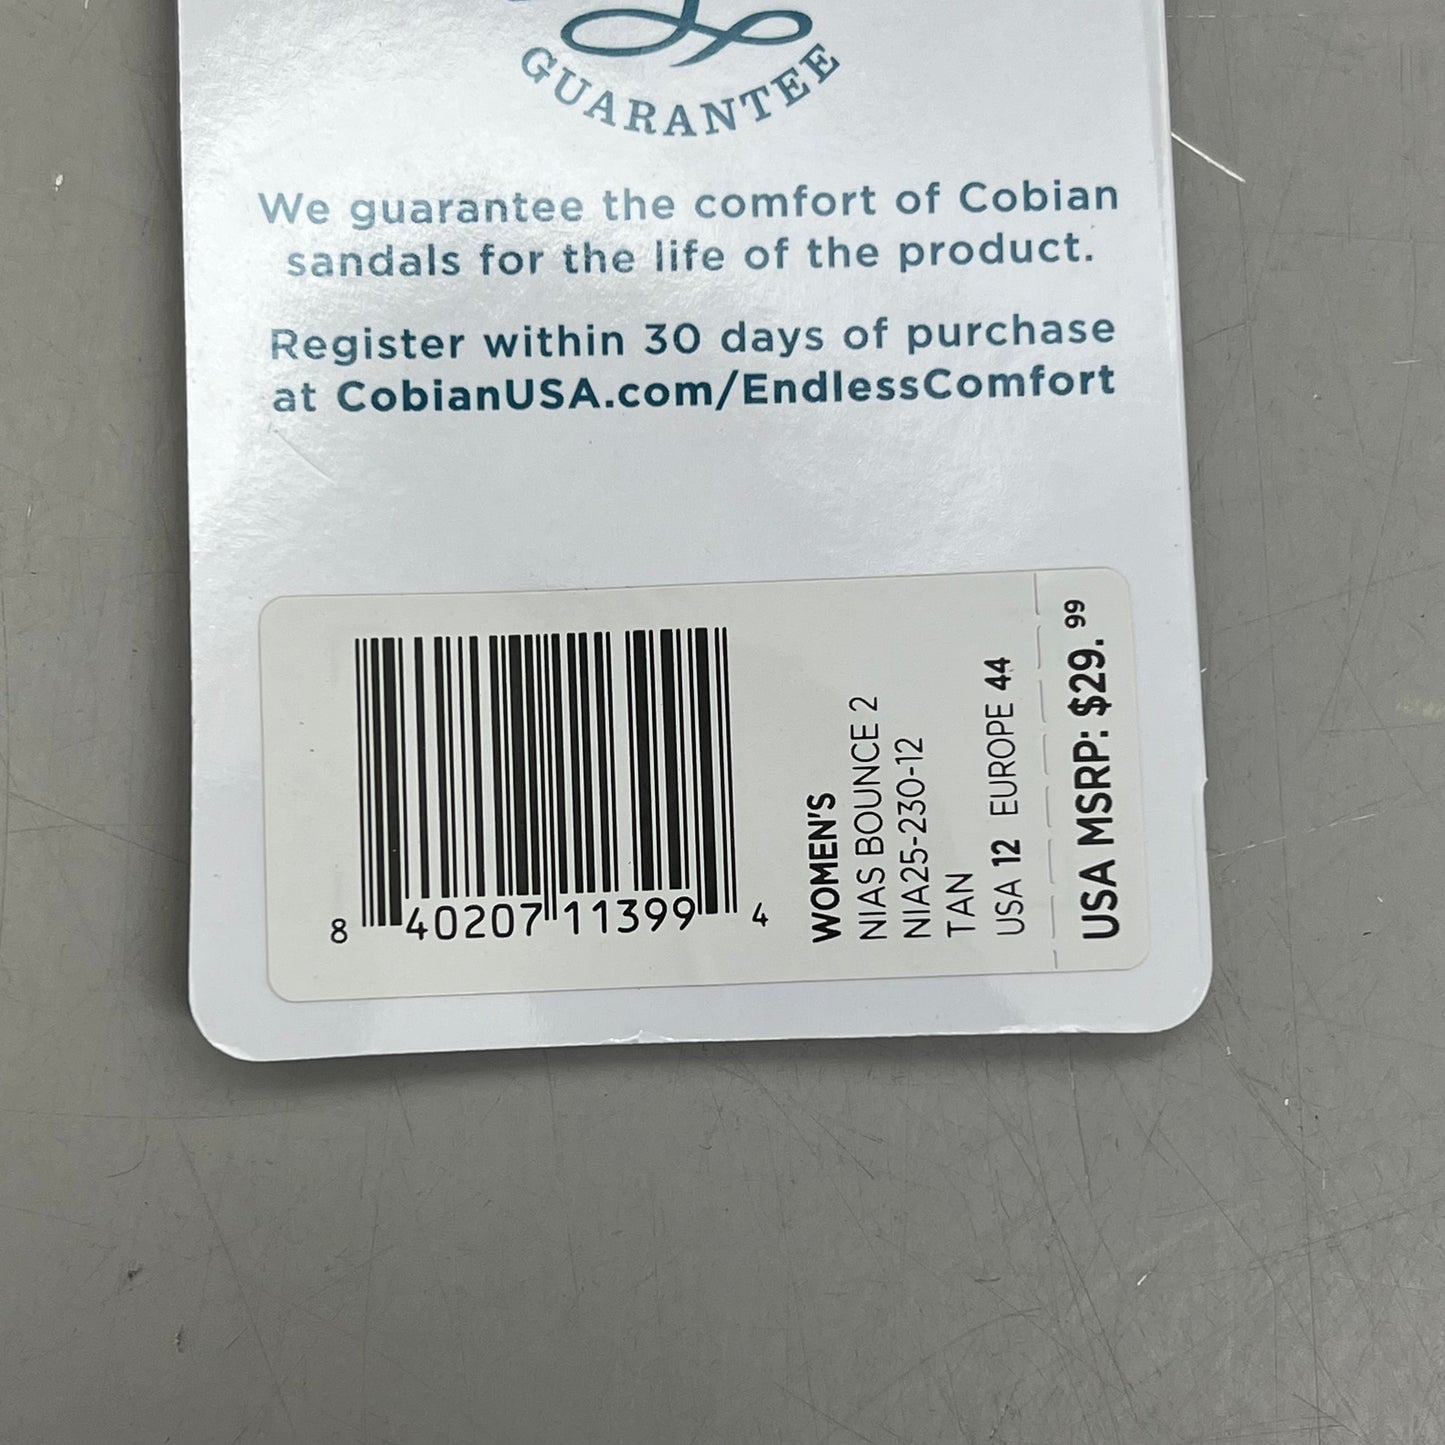 GUARANTEE
We guarantee the comfort of Cobian
sandals for the life of the product.
Register within 30 days of purchase
at CobianUSA.com/EndlessComfort
8 40207 11399 4
WOMEN'S
NIAS BOUNCE 2
NIA25-230-12
TAN
USA 12 EUROPE 44
USA MSRP: $29.99